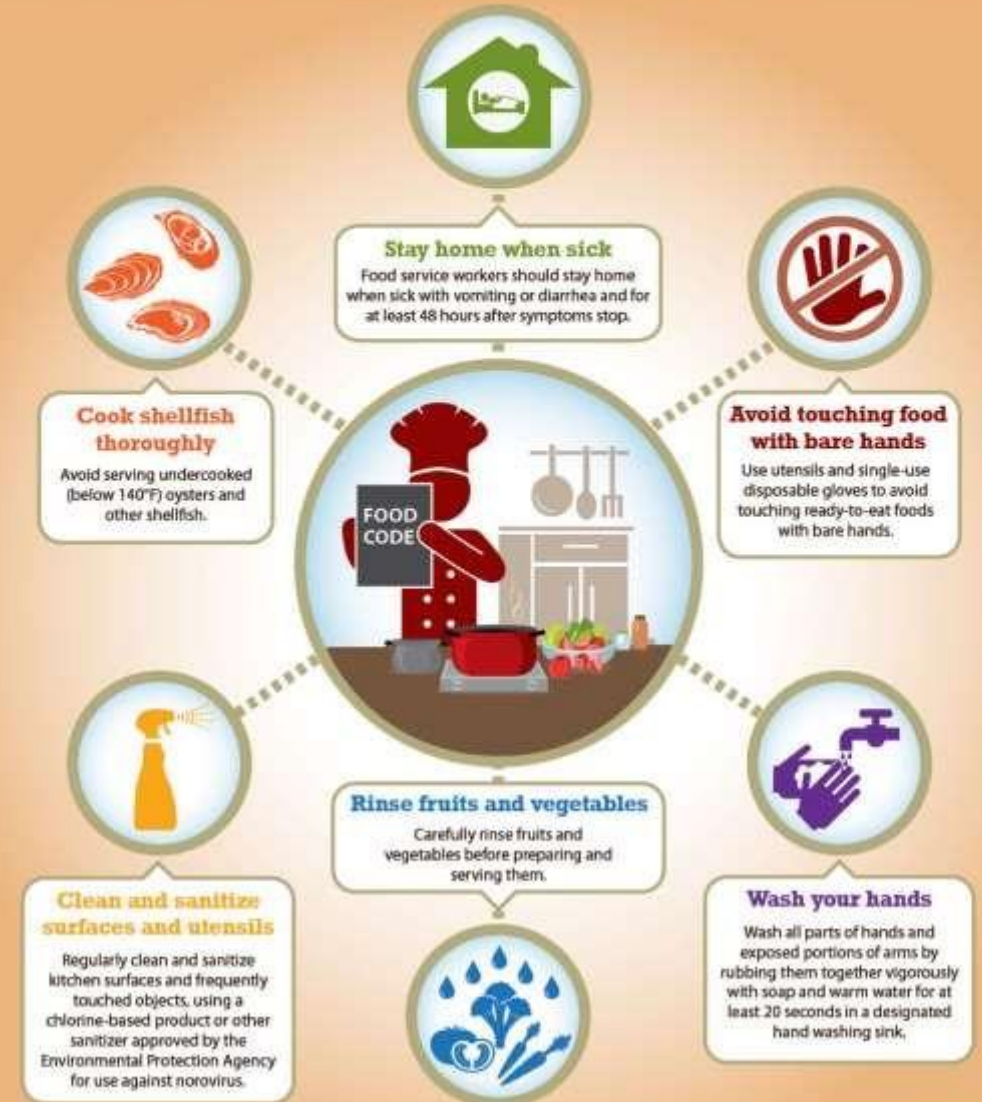 Stay home when sick
Food service workers should stay home
when sick with vomiting or diarrhea and for
at least 48 hours after symptoms stop.
Cook shellfish
thoroughly
Avoid serving undercooked
(below 140°F) oysters and
other shellfish.
Avoid touching food
with bare hands
Use utensils and single-use
disposable gloves to avoid
touching ready-to-eat foods
with bare hands.
FOOD
CODE
Clean and sanitize
surfaces and utensils
Regularly clean and sanitize
kitchen surfaces and frequently
touched objects, using a
chlorine-based product or other
sanitizer approved by the
Environmental Protection Agency
for use against norovirus.
Rinse fruits and vegetables
Carefully rinse fruits and
vegetables before preparing and
serving them.
Wash your hands
Wash all parts of hands and
exposed portions of arms by
rubbing them together vigorously
with soap and warm water for at
least 20 seconds in a designated
hand washing sink.